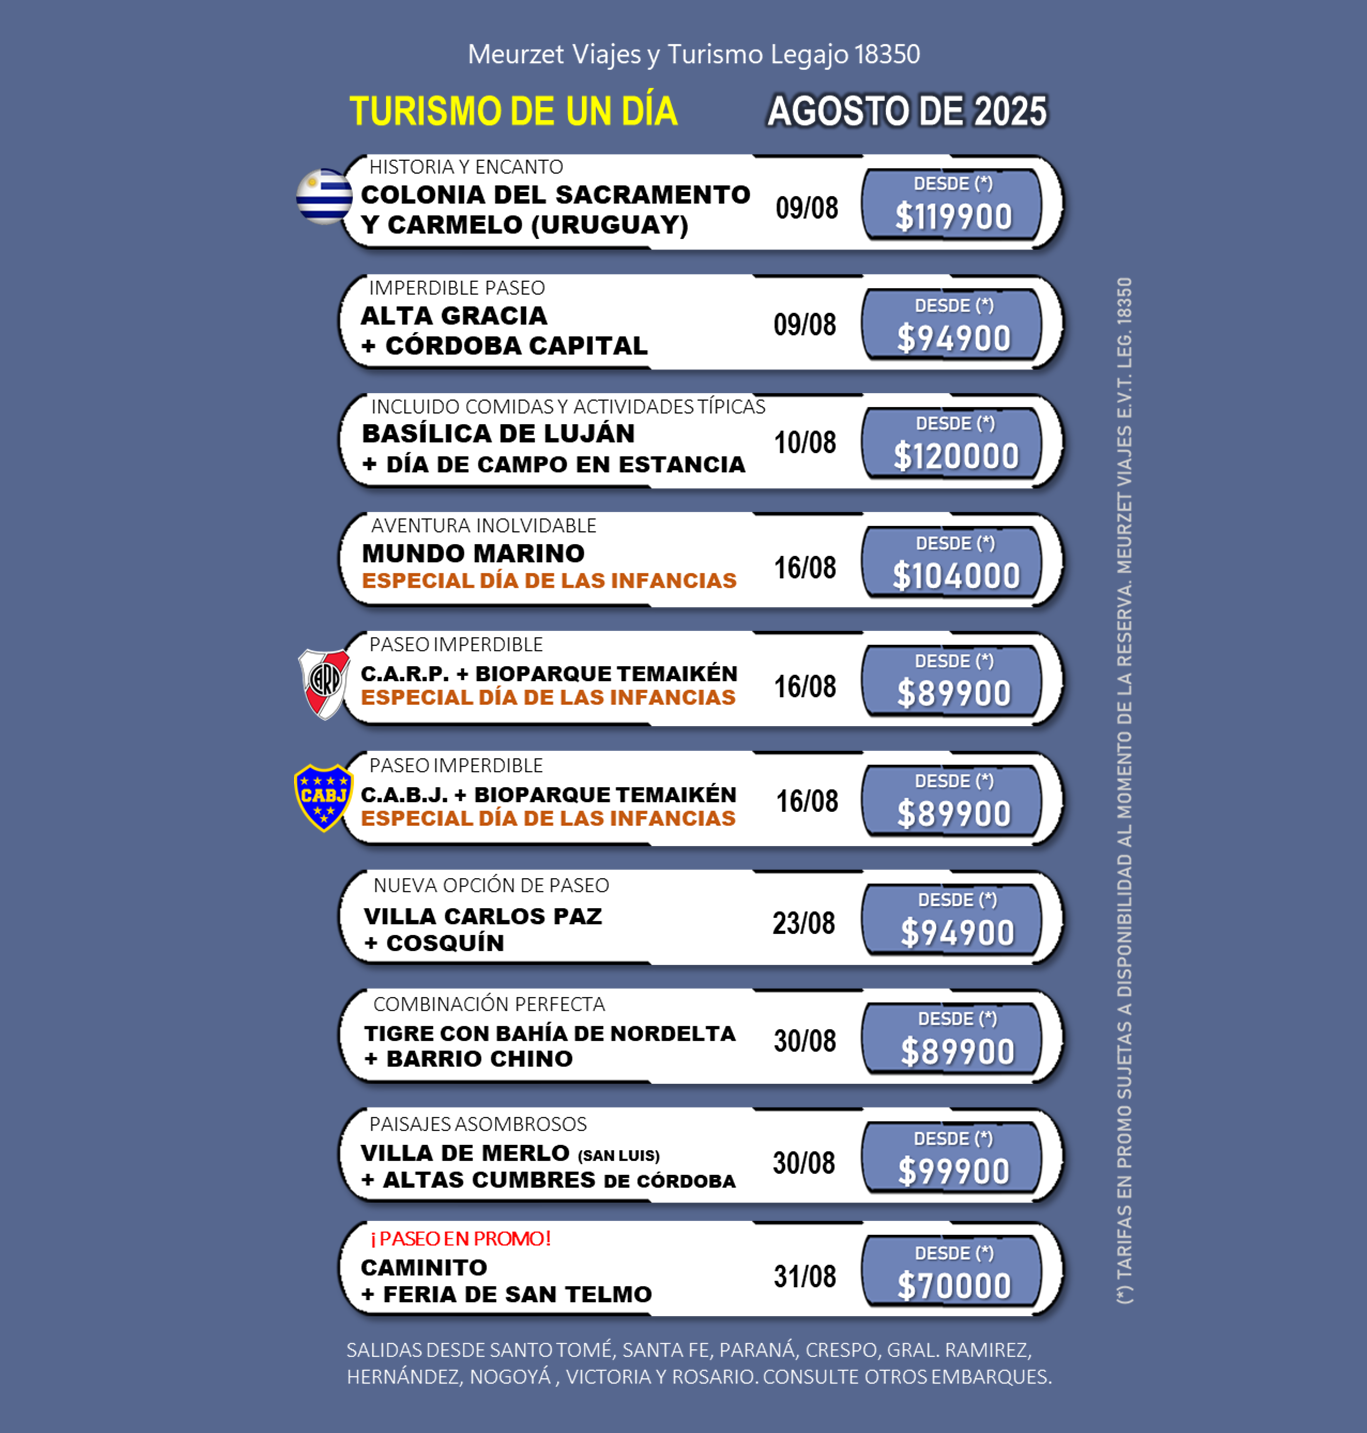 Meurzet Viajes y Turismo Legajo 18350
TURISMO DE UN DÍA AGOSTO DE 2025
HISTORIA Y ENCANTO
COLONIA DEL SACRAMENTO
Y CARMELO (URUGUAY)
09/08
DESDE (*)
$119900
IMPERDIBLE PASEO
ALTA GRACIA
+ CÓRDOBA CAPITAL
09/08
DESDE (*)
$94900
INCLUIDO COMIDAS Y ACTIVIDADES TÍPICAS
BASÍLICA DE LUJÁN
+ DÍA DE CAMPO EN ESTANCIA
10/08
DESDE (*)
$120000
AVENTURA INOLVIDABLE
MUNDO MARINO
ESPECIAL DÍA DE LAS INFANCIAS
16/08
DESDE (*)
$104000
CARP
PASEO IMPERDIBLE
C.A.R.P. + BIOPARQUE TEMAIKÉN
ESPECIAL DÍA DE LAS INFANCIAS
16/08
DESDE (*)
$89900
CABJ
PASEO IMPERDIBLE
C.A.B.J. + BIOPARQUE TEMAIKÉN
ESPECIAL DÍA DE LAS INFANCIAS
16/08
DESDE (*)
$89900
NUEVA OPCIÓN DE PASEO
VILLA CARLOS PAZ
+ COSQUÍN
23/08
DESDE (*)
$94900
COMBINACIÓN PERFECTA
TIGRE CON BAHÍA DE NORDELTA
+ BARRIO CHINO
30/08
DESDE (*)
$89900
PAISAJES ASOMBROSOS
VILLA DE MERLO (SAN LUIS)
+ ALTAS CUMBRES DE CÓRDOBA
30/08
DESDE (*)
$99900
¡PASEO EN PROMO!
CAMINITO
+ FERIA DE SAN TELMO
31/08
DESDE (*)
$70000
SALIDAS DESDE SANTO TOMÉ, SANTA FE, PARANÁ, CRESPO, GRAL. RAMIREZ,
HERNÁNDEZ, NOGOYÁ , VICTORIA Y ROSARIO. CONSULTE OTROS EMBARQUES.
(*) TARIFAS EN PROMO SUJETAS A DISPONIBILIDAD AL MOMENTO DE LA RESERVA. MEURZET VIAJES E.V.T. LEG. 18350